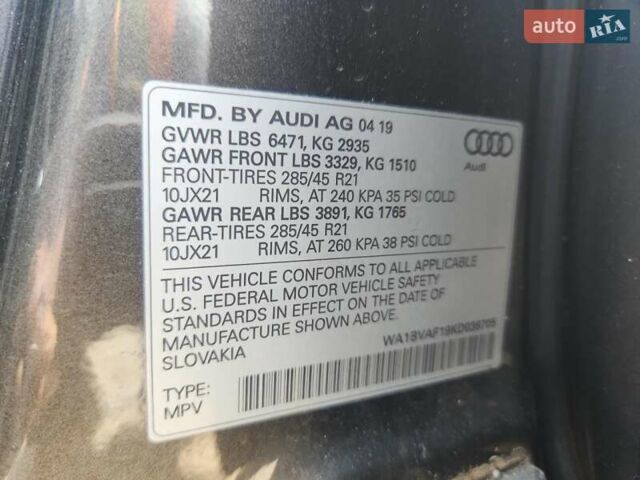 auto RIA.com
MFD. BY AUDI AG 04 19
GVWR LBS 6471, KG 2935
GAWR FRONT LBS 3329, KG 1510
FRONT-TIRES 285/45 R21
10JX21 RIMS, AT 240 KPA 35 PSI COLD
GAWR REAR LBS 3891, KG 1765
REAR-TIRES 285/45 R21
10JX21 RIMS, AT 260 KPA 38 PSI COLD
Audi
THIS VEHICLE CONFORMS TO ALL APPLICABLE
U.S. FEDERAL MOTOR VEHICLE SAFETY
STANDARDS IN EFFECT ON THE DATE OF
MANUFACTURE SHOWN ABOVE.
SLOVAKIA
TYPE:
MPV